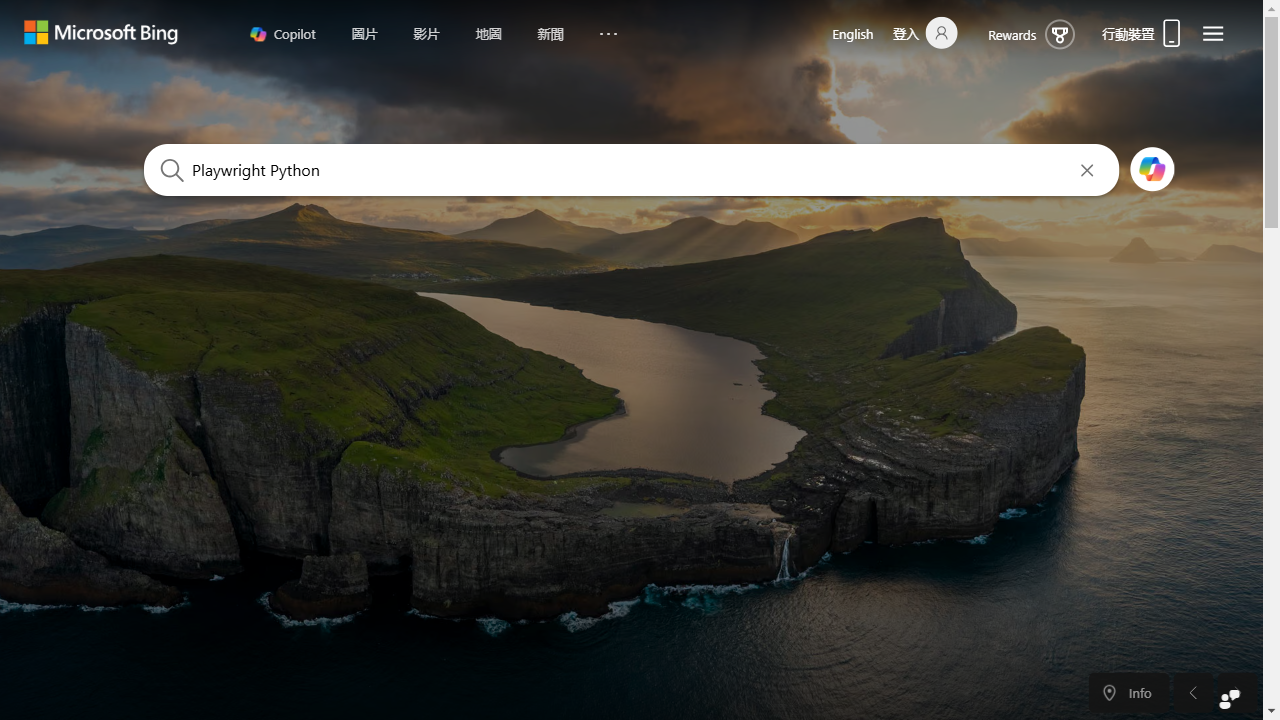 Microsoft Bing
Copilot
圖片
影片
地圖
新聞
English
登入
Rewards
行動裝置
Playwright Python
Info